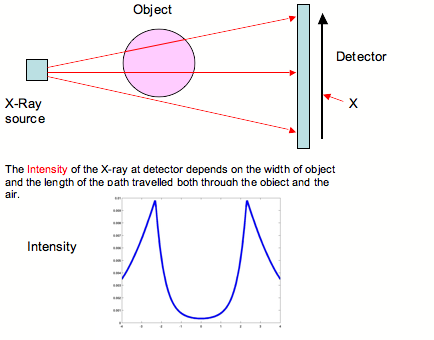 Object
Detector
X-Ray
source
X
The Intensity of the X-ray at detector depends on the width of object
and the length of the path travelled both through the object and the
air.
Intensity